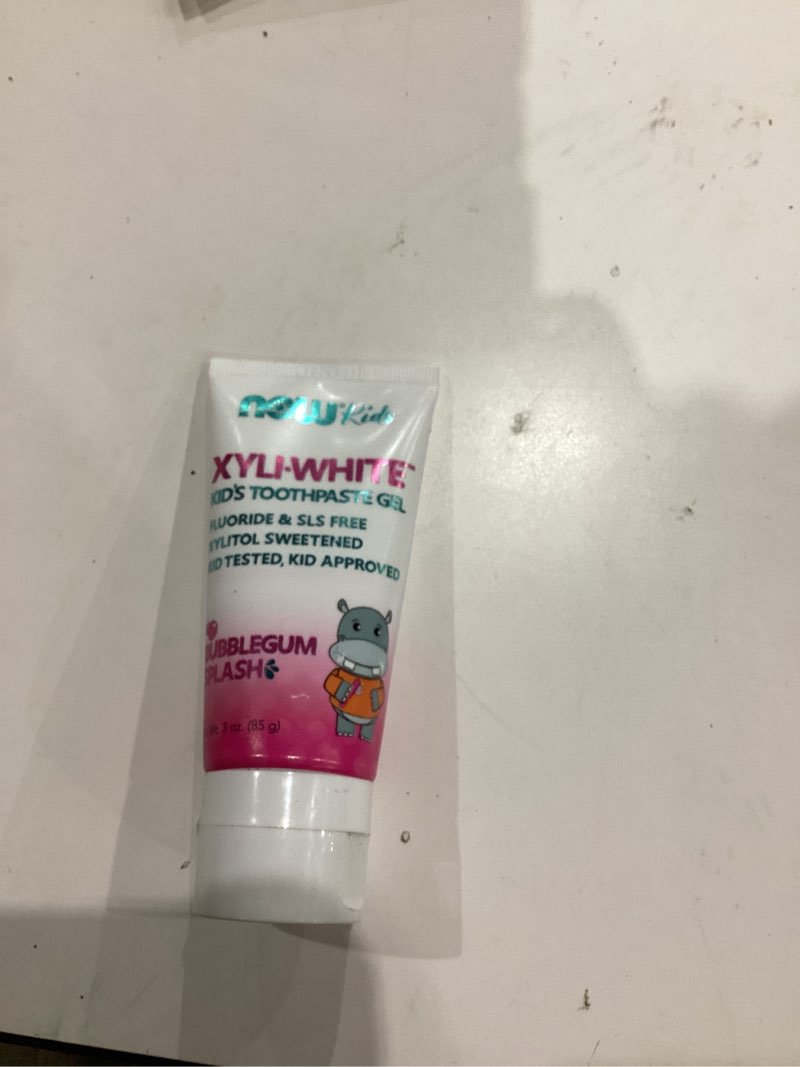 now Kids
XYLI-WHITE™
KID'S TOOTHPASTE GEL
FLUORIDE & SLS FREE
XYLITOL SWEETENED
KID TESTED, KID APPROVED
BUBBLEGUM
SPLASH
Wt. 3 oz. (85 g)